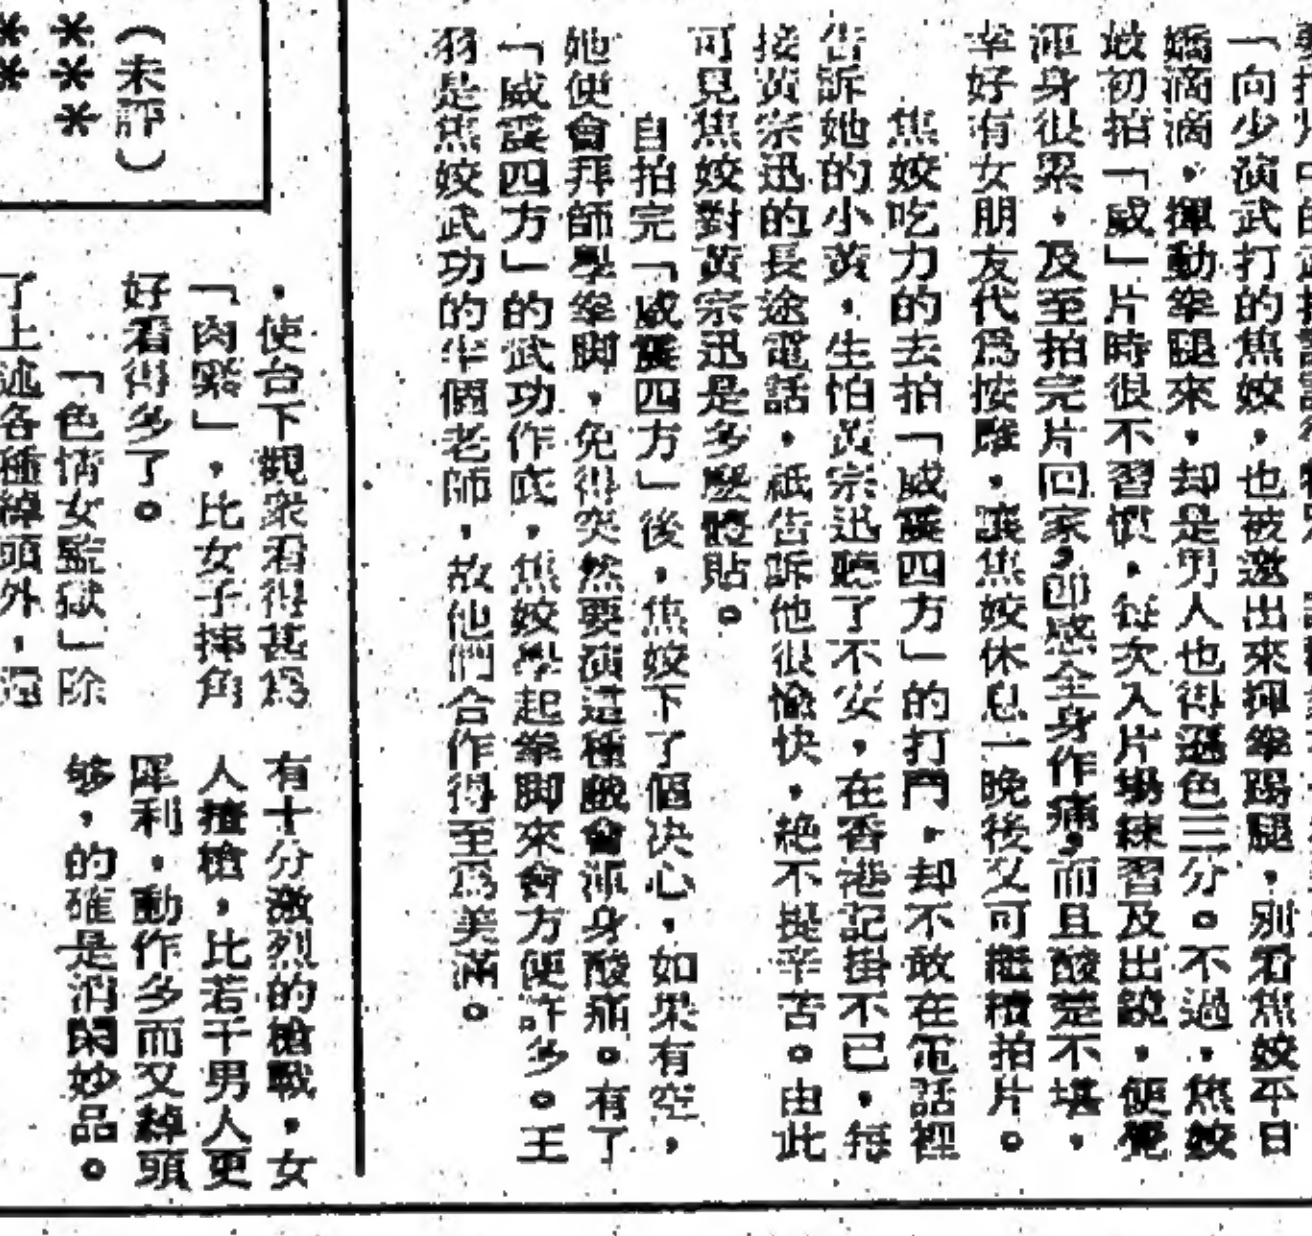 「向少演武打的焦姣，也被邀出來揮拳踢腿，別看焦姣平日
嬌滴滴，揮動拳腿來，却是男人也得遜色三分。不過，焦姣
最初拍「威」片時很不習慣，每次入片場練習及出鏡，便覺
渾身很累，及至拍完片回家，即感全身作痛，而且酸楚不堪，
幸好有女朋友代為按雕，讓焦姣休息一晚後又可繼續拍片。
焦姣吃力的去拍「威震四方」的打鬥，却不敢在電話裡
告訴她的小黃，生怕黃宗迅聽了不安，在香港記掛不已，每
接黃宗迅的長途電話，祇告訴他很愉快，絕不提辛苦。由此
可見焦姣對黃宗迅是多麼體貼。
自拍完「威震四方」後，焦姣下了個决心，如果有空，
她便會拜師學拳脚，免得突然要演這種戲會渾身酸痛。有了
「威震四方」的武功作底，焦姣學起拳脚來會方便許多。王
羽是焦姣武功的半個老師，故他們合作得至為美滿。
（未評）
＊＊＊
＊＊
，使台下觀衆看得甚為
「肉緊」，比女子摔角
好看得多了。
「色情女監獄」除
了上述各種綽頭外，還
有十分激烈的槍戰，女
人揸槍，比若干男人更
犀利，動作多而又綽頭
够，的確是消閑妙品。